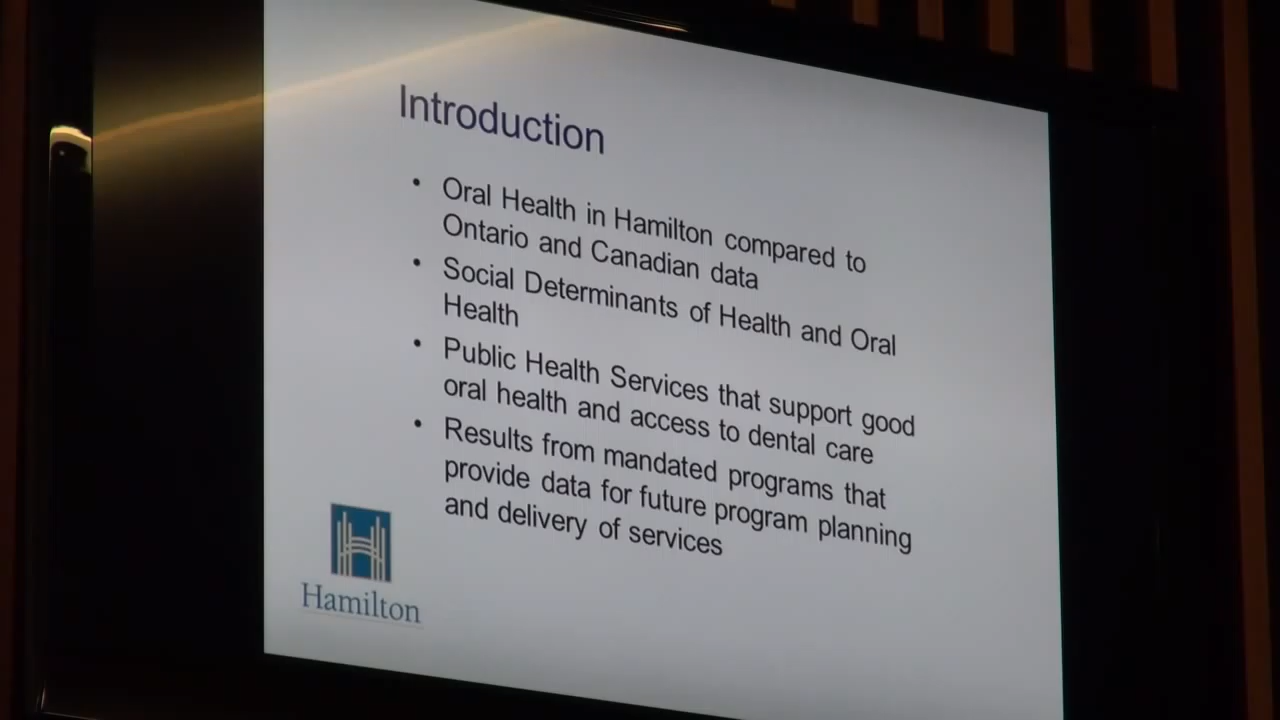 Introduction
• Oral Health in Hamilton compared to
Ontario and Canadian data
• Social Determinants of Health and Oral
Health
• Public Health Services that support good
oral health and access to dental care
• Results from mandated programs that
provide data for future program planning
and delivery of services
Hamilton